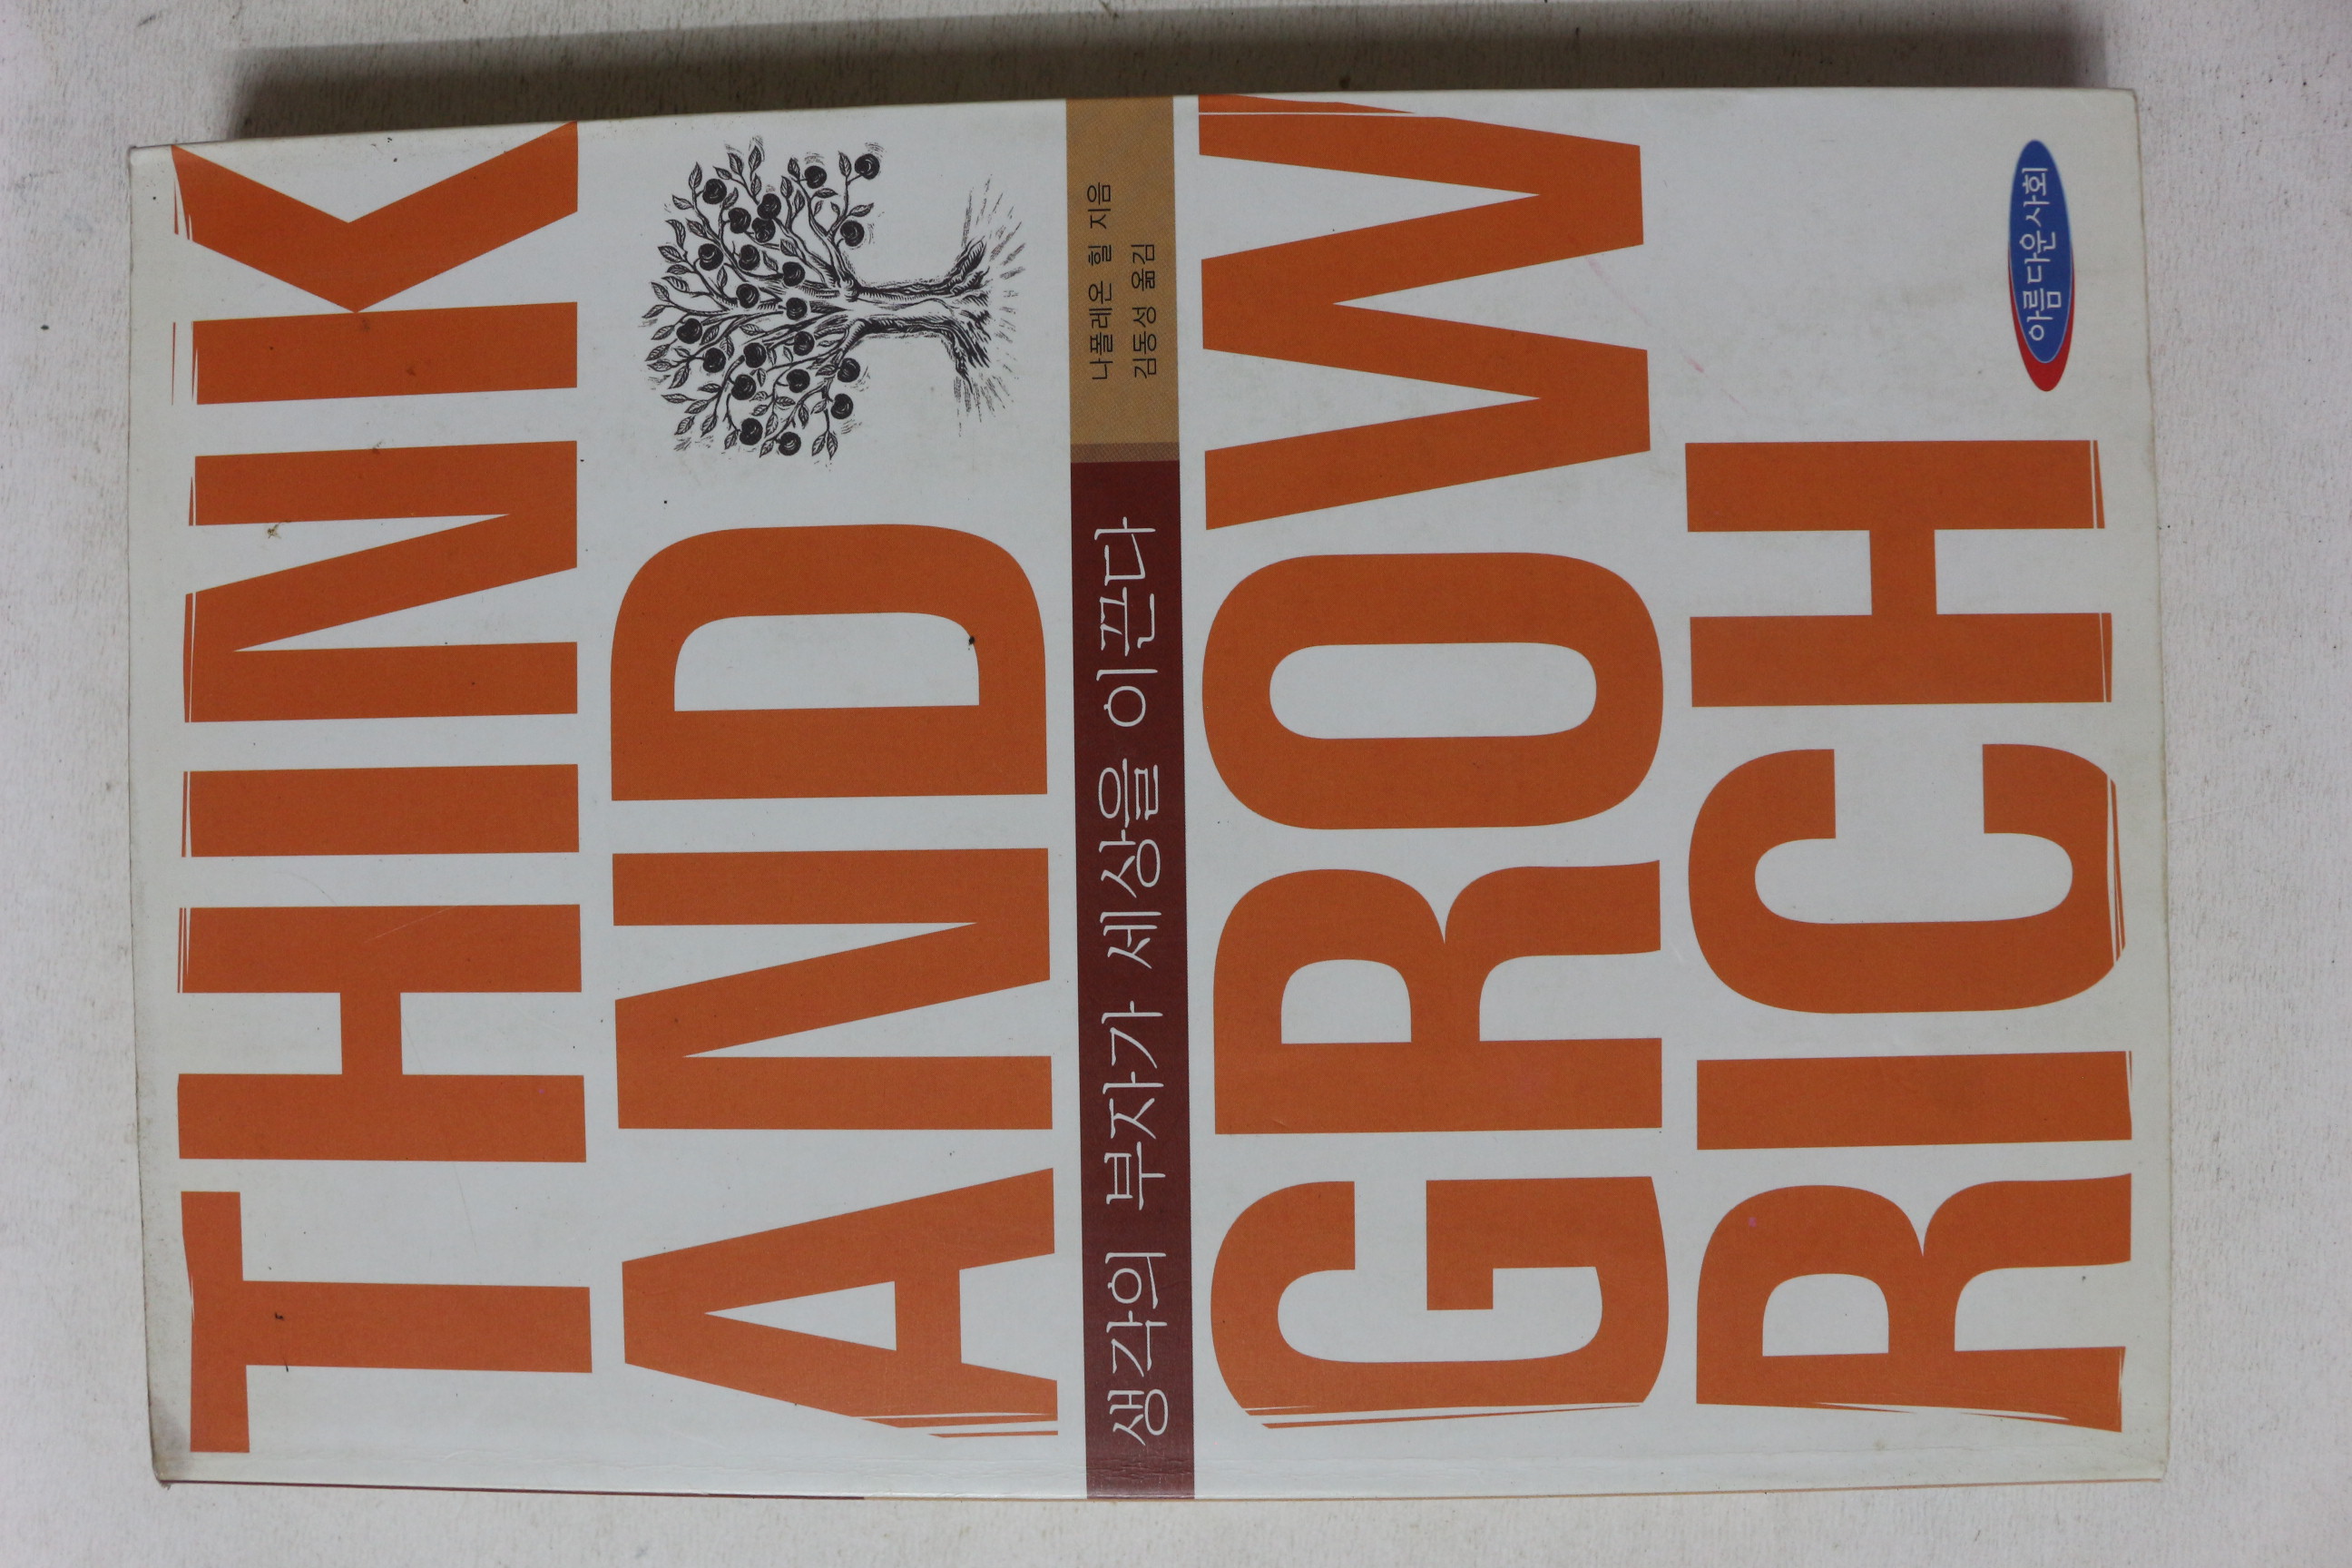 THINK
AND
생각의 부자가 세상을 이끈다
나폴레온 힐 지음
김동성 옮김
GROW
RICH
아름다운사회